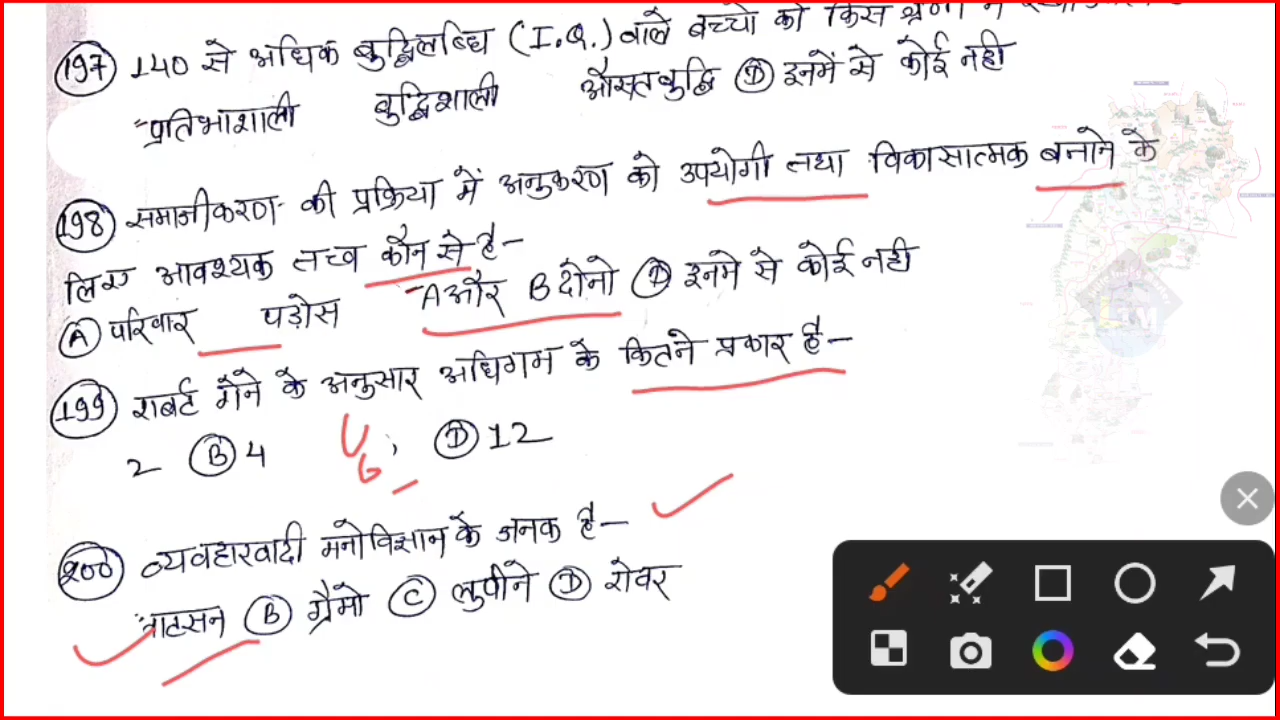 197 140 से अधिक बुद्धिलब्धि (I.Q.) वाले बच्चो को किस श्रेणी में
प्रतिभाशाली बुद्धिशाली औसतबुद्धि D इनमें से कोई नही
198 समाजीकरण की प्रक्रिया में अनुकरण को उपयोगी तथा विकासात्मक बनाने के
लिए आवश्यक तत्त्व कौन से है-
A परिवार पड़ोस A और B दोनो D इनमे से कोई नही
199 राबर्ट गैने के अनुसार अधिगम के कितने प्रकार है-
2 B 4 D 12
200 व्यवहारवादी मनोविज्ञान के जनक है-
वाटसन B ग्रैमो C लुपीने D रोवर